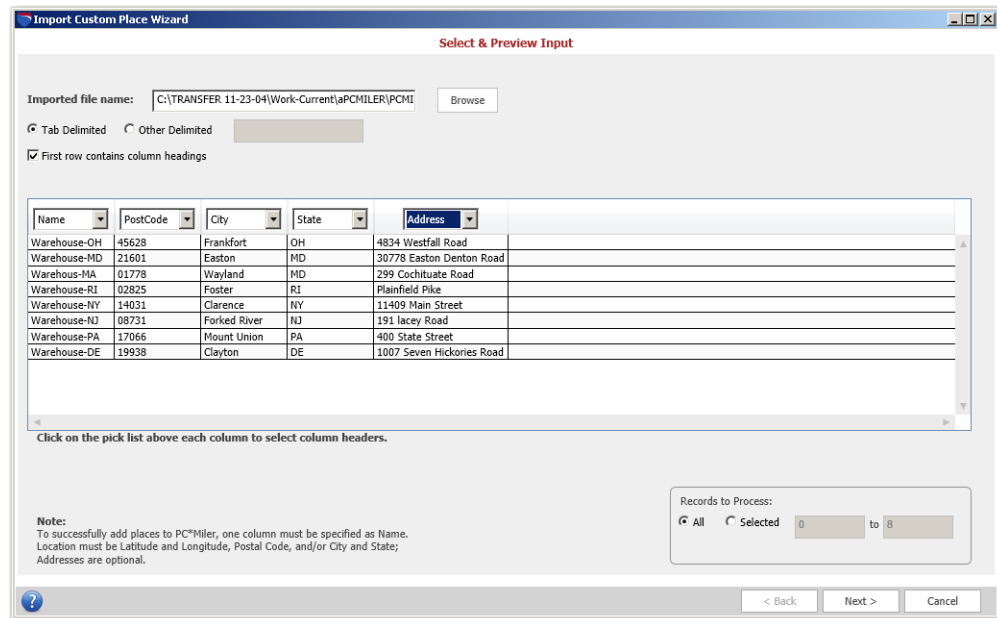 Import Custom Place Wizard
Select & Preview Input
Imported file name: C:\TRANSFER 11-23-04\Work-Current\aPCMILER\PCMI Browse
Tab Delimited Other Delimited
First row contains column headings
Name PostCode City State Address
Warehouse-OH 45628 Frankfort OH 4834 Westfall Road
Warehouse-MD 21601 Easton MD 30778 Easton Denton Road
Warehous-MA 01778 Wayland MD 299 Cochituate Road
Warehouse-RI 02825 Foster RI Plainfield Pike
Warehouse-NY 14031 Clarence NY 11409 Main Street
Warehouse-NJ 08731 Forked River NJ 191 lacey Road
Warehouse-PA 17066 Mount Union PA 400 State Street
Warehouse-DE 19938 Clayton DE 1007 Seven Hickories Road
Click on the pick list above each column to select column headers.
Note:
To successfully add places to PC*Miler, one column must be specified as Name.
Location must be Latitude and Longitude, Postal Code, and/or City and State;
Addresses are optional.
Records to Process:
All Selected 0 to 8
? < Back Next > Cancel